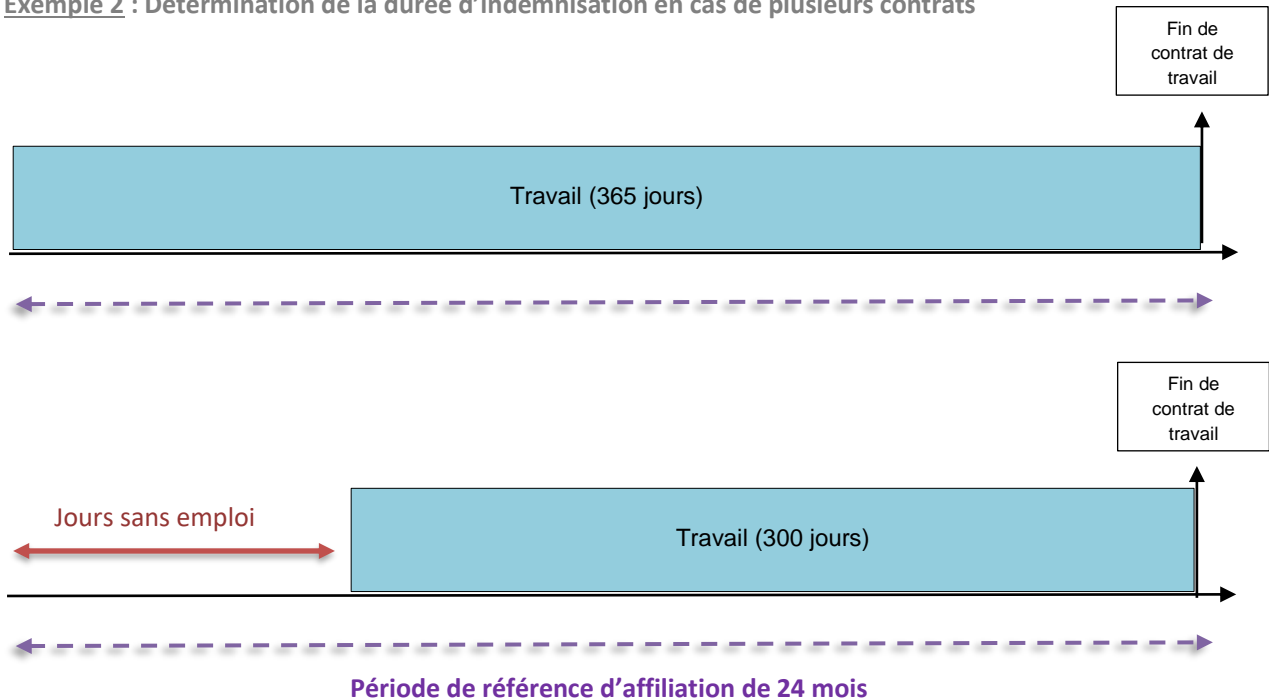 Exemple 2 : Détermination de la durée d'indemnisation en cas de plusieurs contrats
Fin de
contrat de
travail
Travail (365 jours)
Fin de
contrat de
travail
Jours sans emploi
Travail (300 jours)
Période de référence d'affiliation de 24 mois